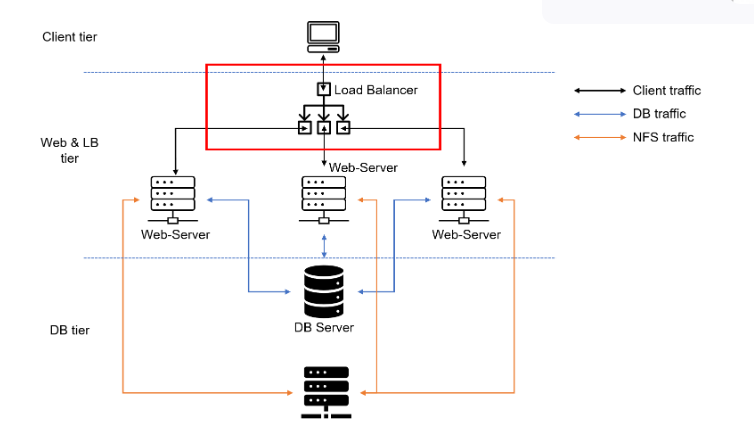 Client tier
Load Balancer
Client traffic
DB traffic
NFS traffic
Web & LB
tier
Web-Server
Web-Server
Web-Server
DB Server
DB tier